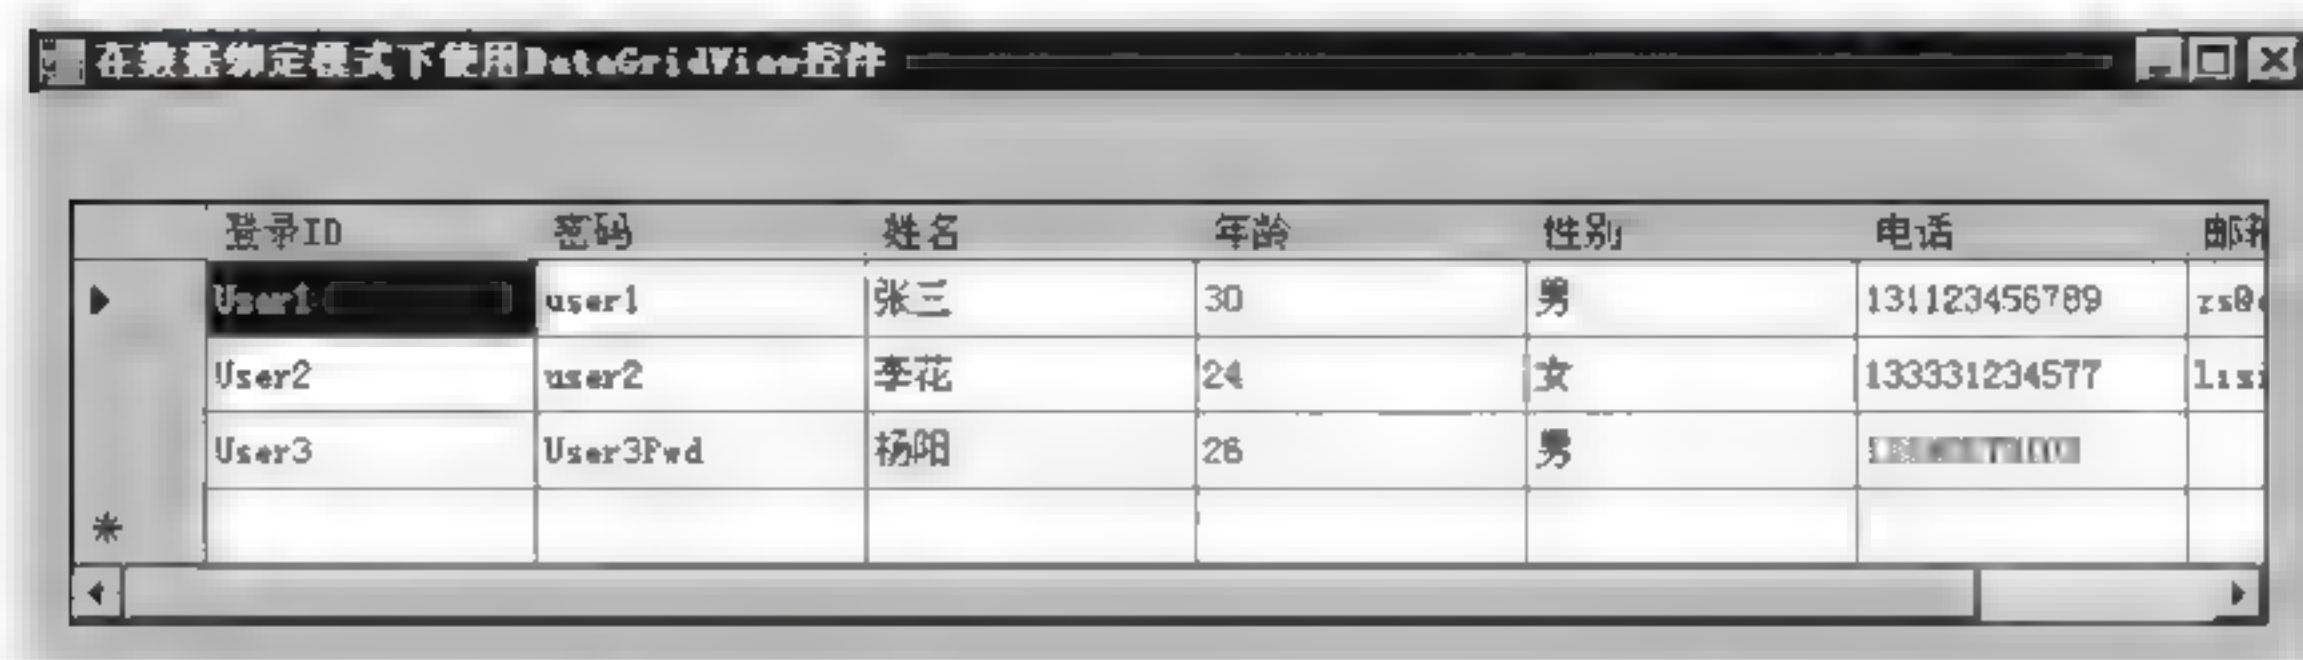 在数据绑定模式下使用DataGridView控件
登录ID 密码 姓名 年龄 性别 电话
User1 user1 张三 30 男 131123456789 zs@
User2 user2 李花 24 女 133331234577 lisi
User3 User3Pwd 杨阳 26 男